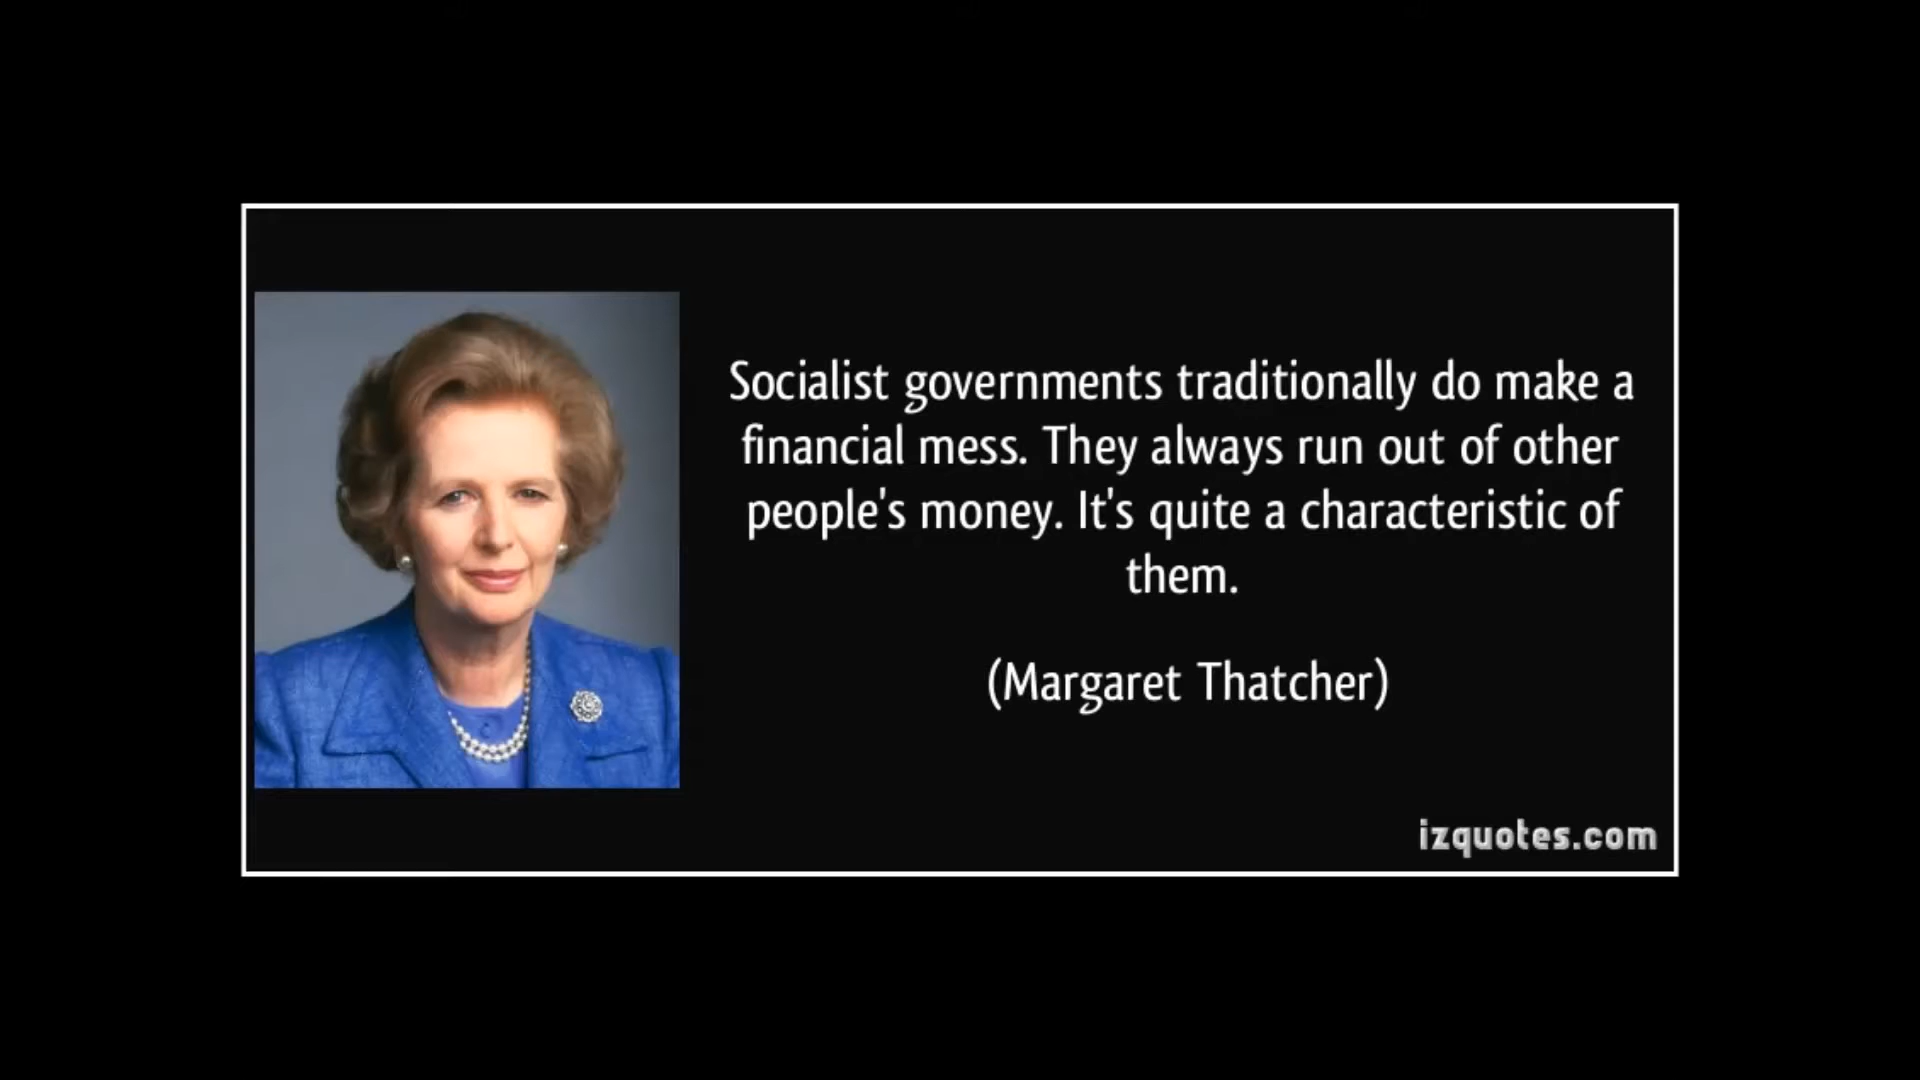 Socialist governments traditionally do make a
financial mess. They always run out of other
people's money. It's quite a characteristic of
them.
(Margaret Thatcher)
izquotes.com